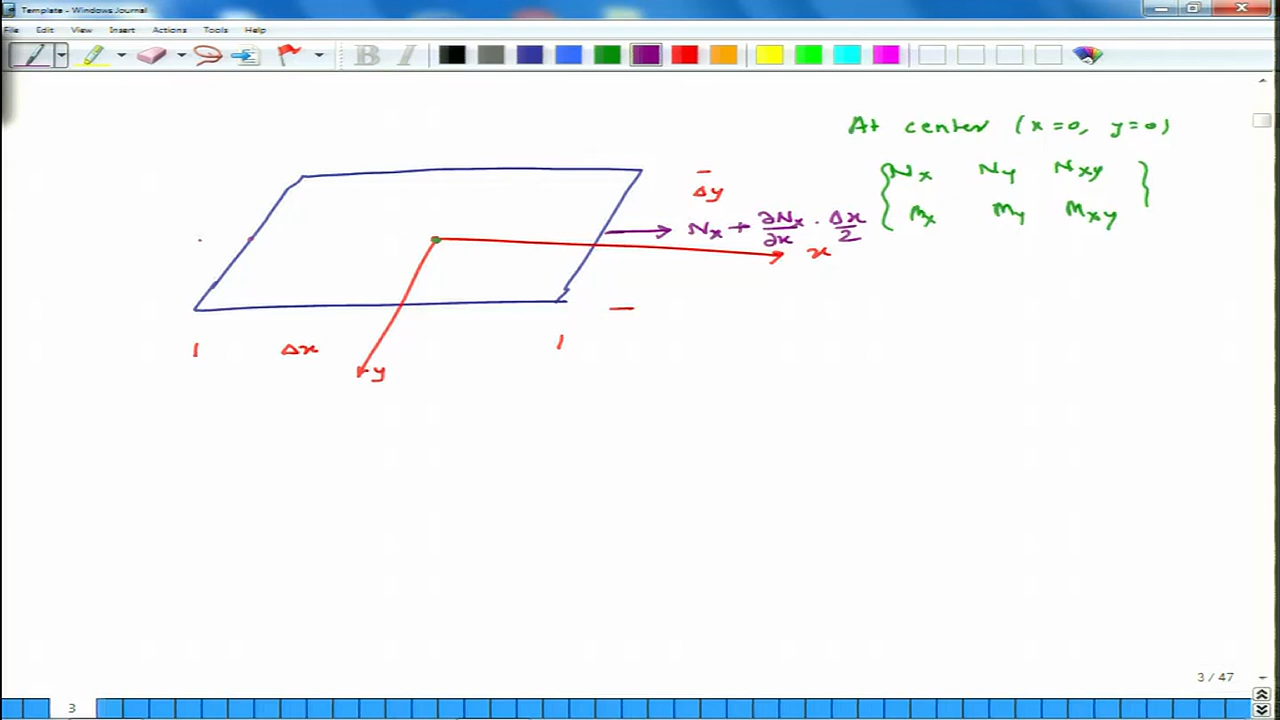 Template - Windows Journal
File Edit View Insert Actions Tools Help
B I
At center (x=0, y=0)
{ Nx Ny Nxy }
{ Mx My Mxy }
Δy
Nx + ∂Nx/∂x · Δx/2
x
Δx
y
3 / 47
3